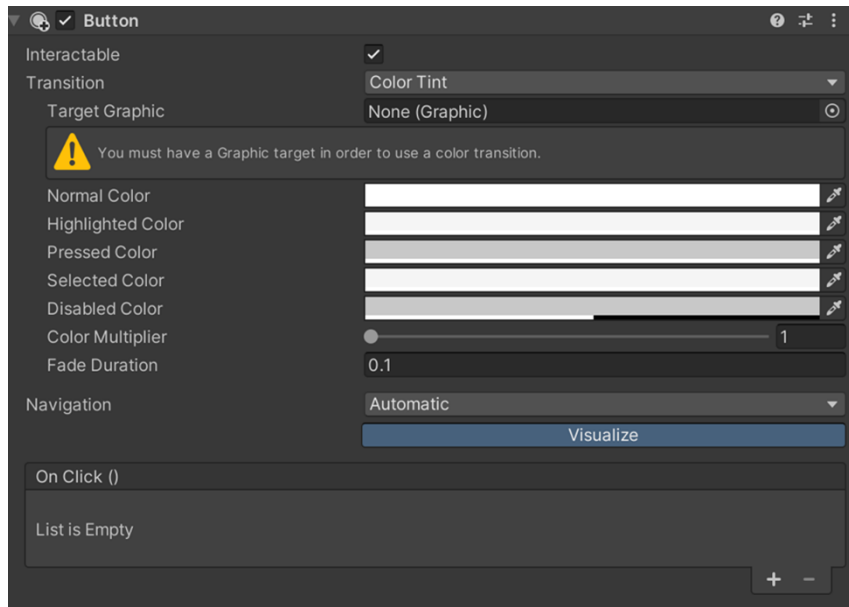 Button
Interactable
Transition Color Tint
Target Graphic None (Graphic)
You must have a Graphic target in order to use a color transition.
Normal Color
Highlighted Color
Pressed Color
Selected Color
Disabled Color
Color Multiplier 1
Fade Duration 0.1
Navigation Automatic
Visualize
On Click ()
List is Empty